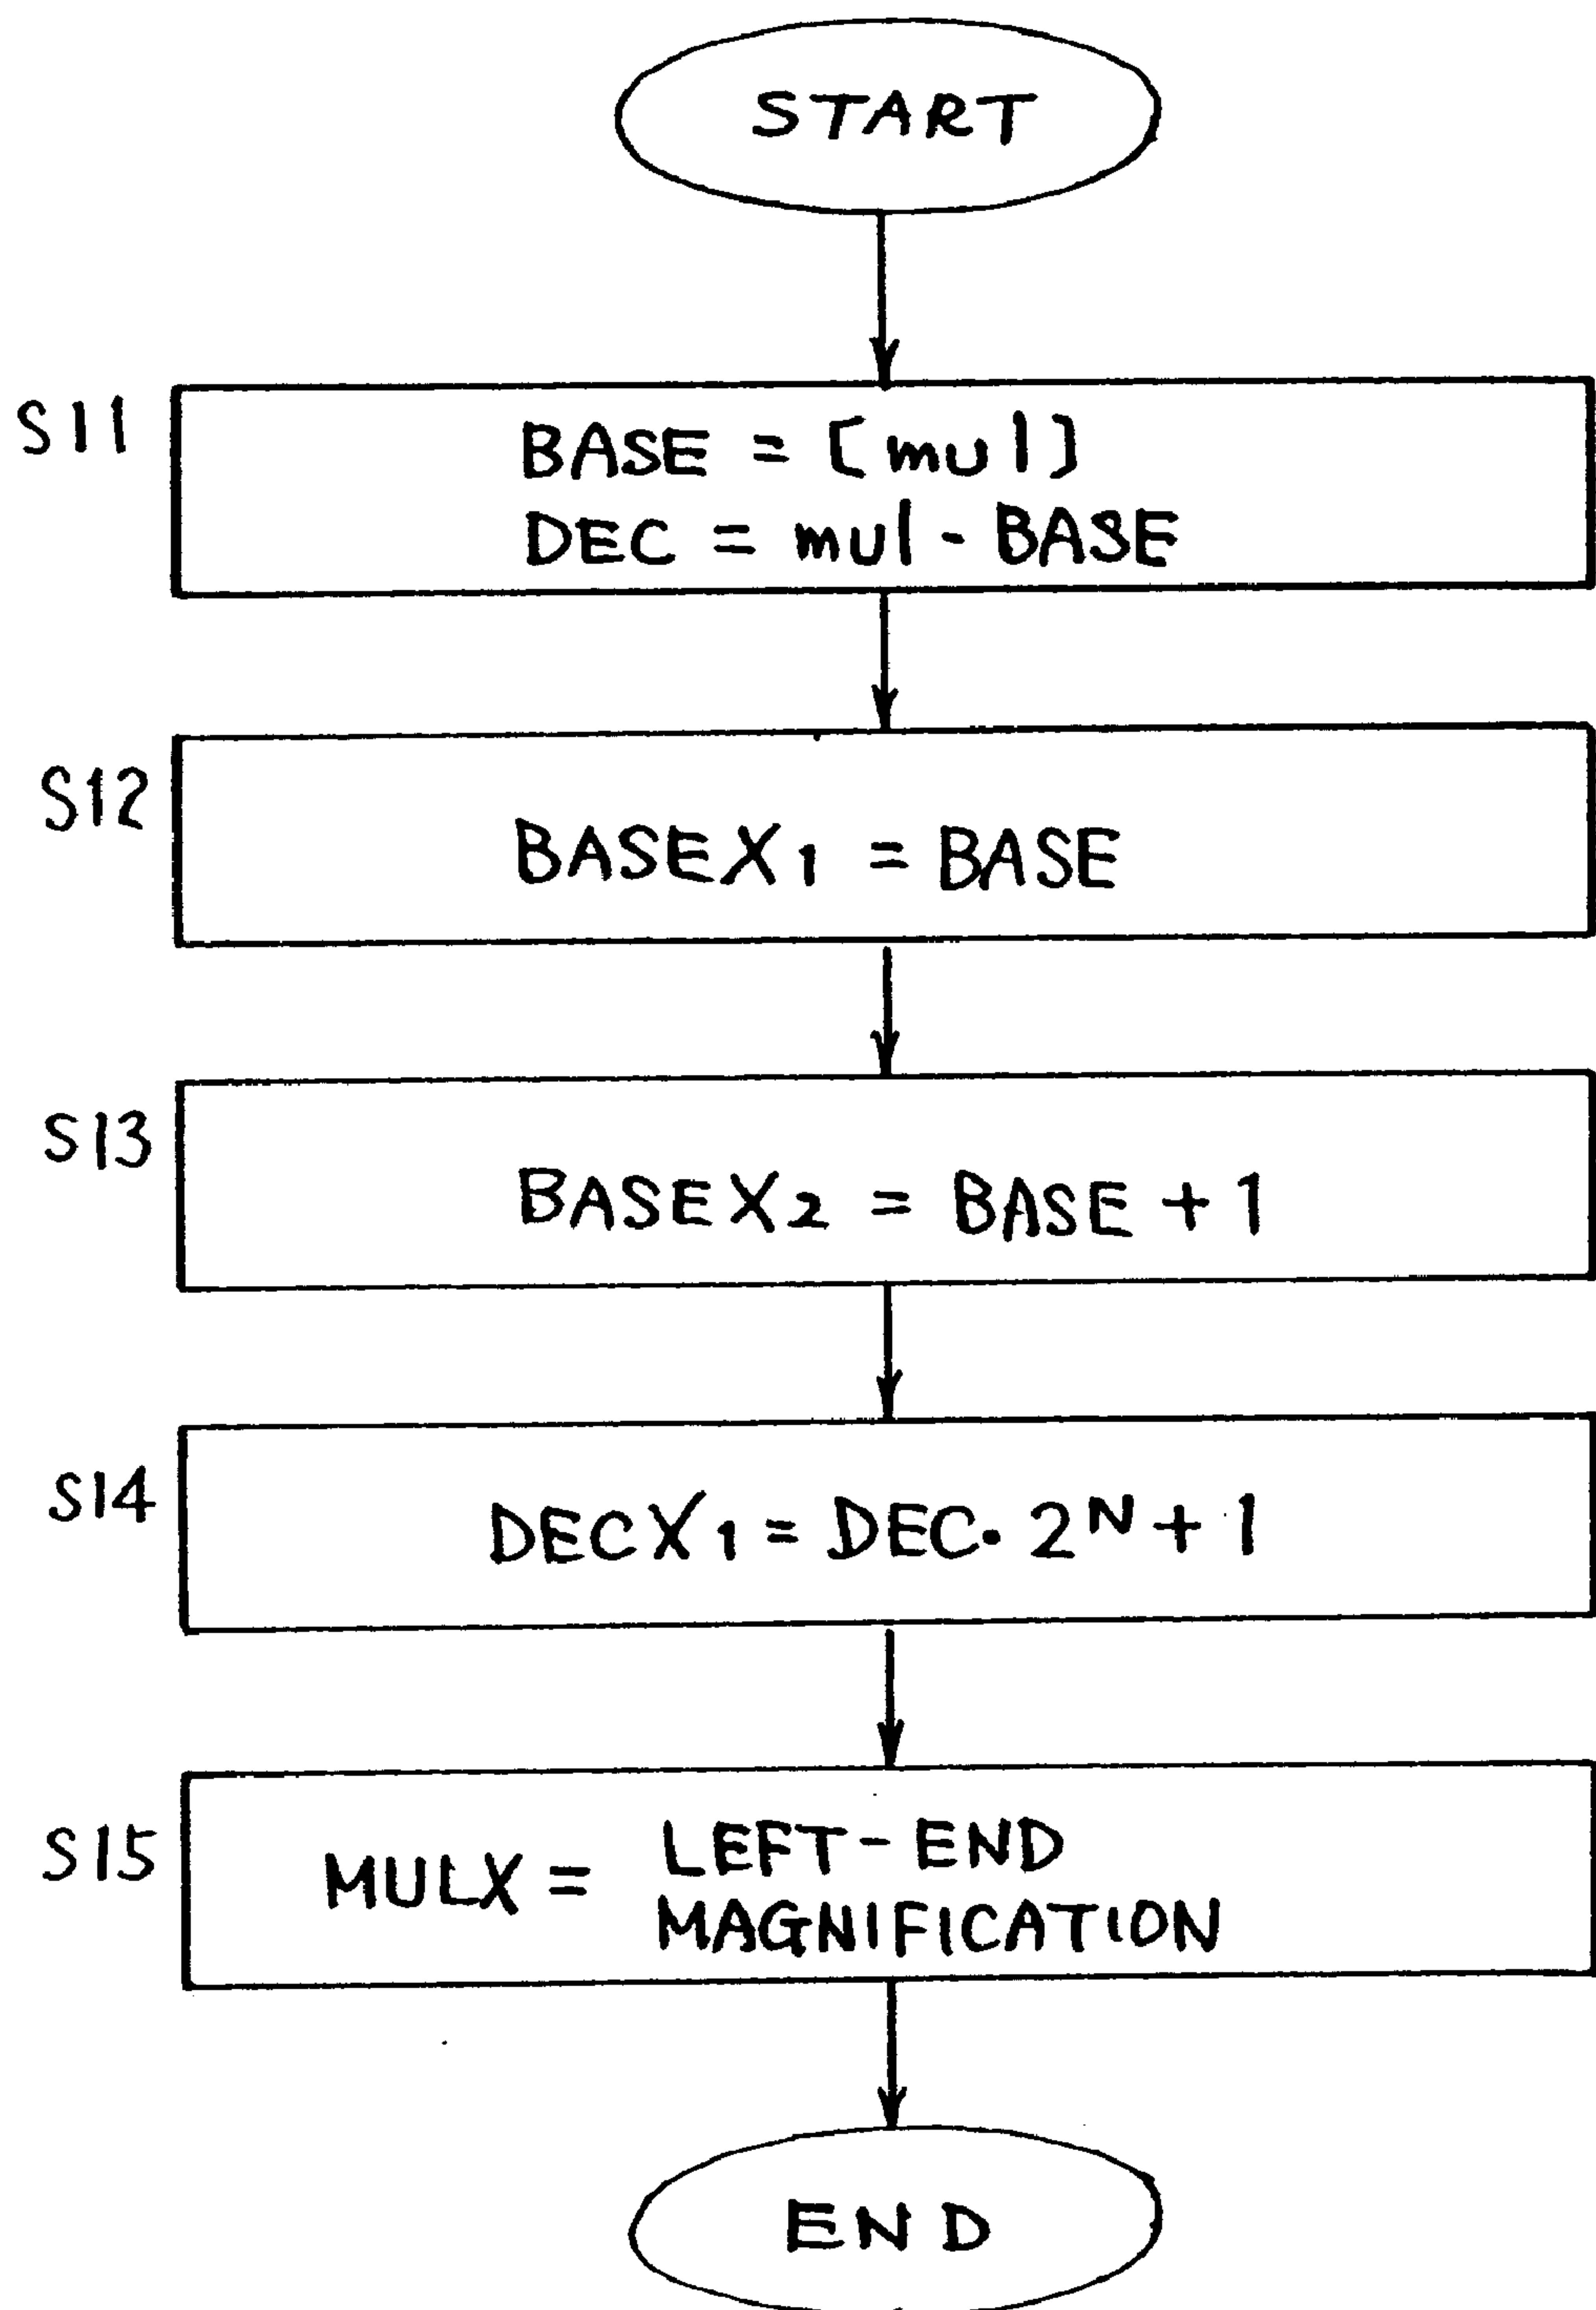 START
S11
BASE = [mul]
DEC = mul - BASE
S12
BASEX₁ = BASE
S13
BASEX₂ = BASE + 1
S14
DECX₁ = DEC · 2ᴺ + 1
S15
MULX = LEFT-END
MAGNIFICATION
END